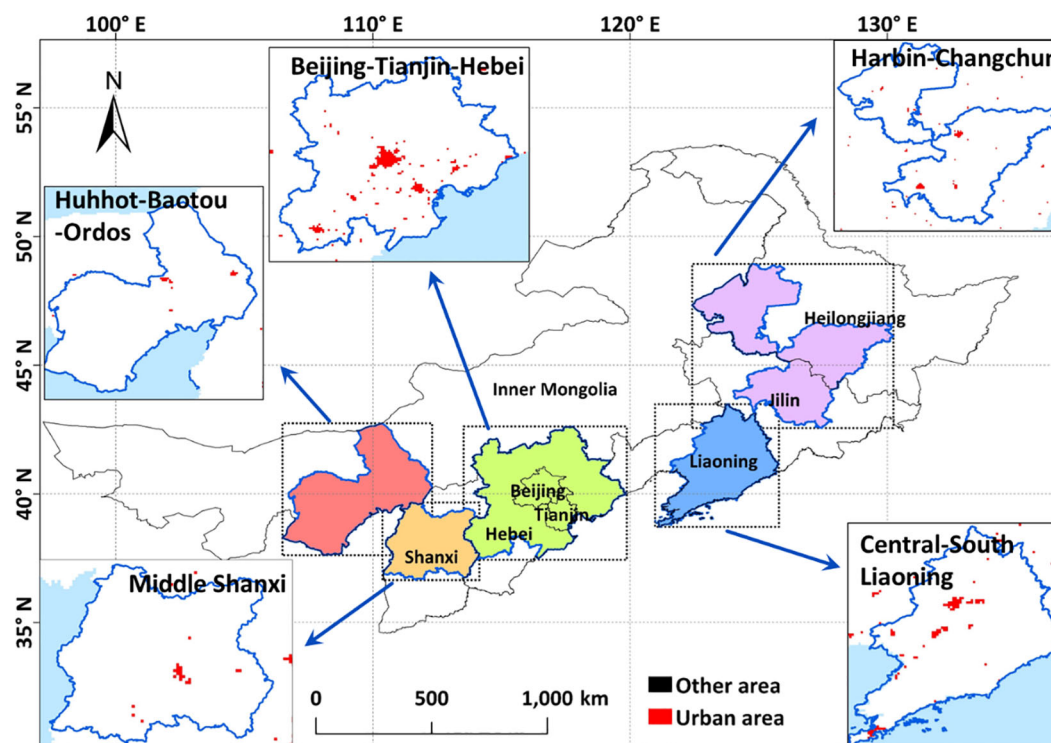 100° E
110° E
120° E
130° E
Beijing-Tianjin-Hebei
Harbin-Changchun
N
55° N
Huhhot-Baotou
-Ordos
50° N
Heilongjiang
45° N
Inner Mongolia
Jilin
Liaoning
40° N
Beijing
Tianjin
Hebei
Shanxi
Central-South
Liaoning
Middle Shanxi
35° N
Other area
0
500
1,000 km
Urban area